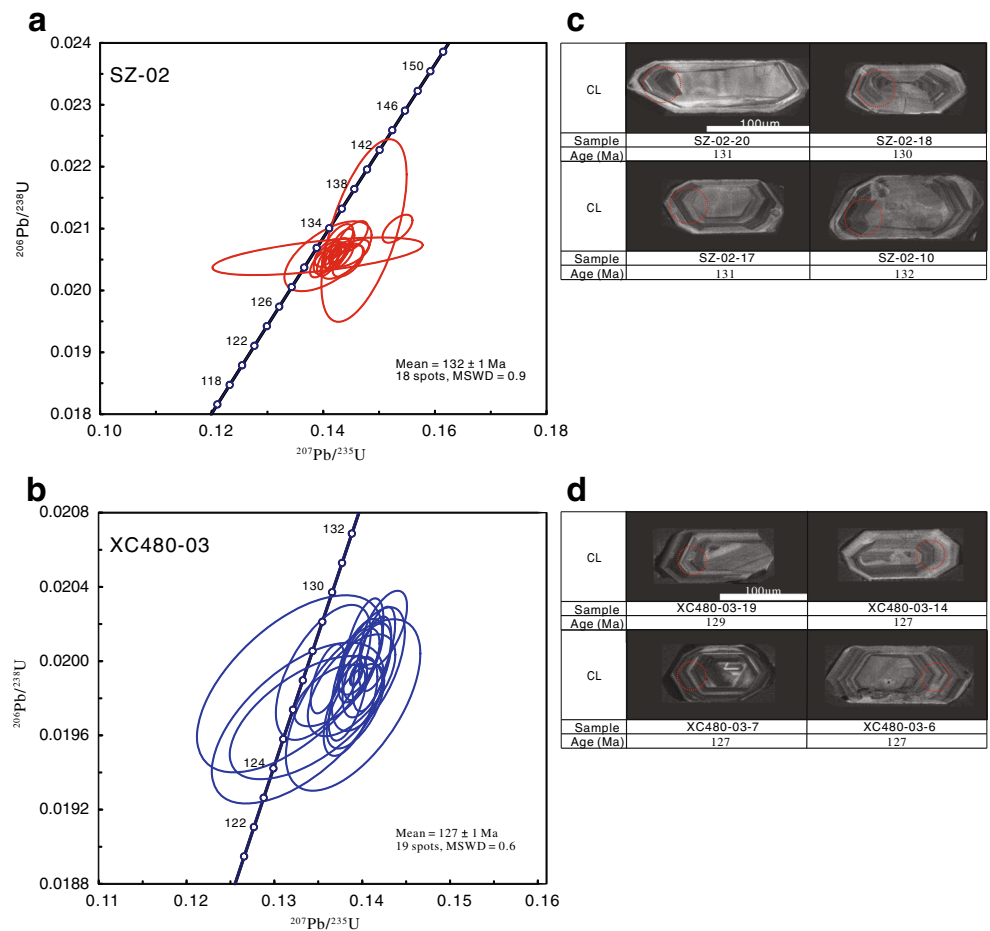 a
SZ-02
0.024
0.023
0.022
0.021
0.020
0.019
0.018
150
146
142
138
134
126
122
118
Mean = 132 ± 1 Ma
18 spots, MSWD = 0.9
0.10
0.12
0.14
0.16
0.18
²⁰⁶Pb/²³⁸U
²⁰⁷Pb/²³⁵U
c
CL
100um
Sample SZ-02-20 SZ-02-18
Age (Ma) 131 130
CL
Sample SZ-02-17 SZ-02-10
Age (Ma) 131 132
b
XC480-03
0.0208
0.0204
0.0200
0.0196
0.0192
0.0188
132
130
124
122
Mean = 127 ± 1 Ma
19 spots, MSWD = 0.6
0.11
0.12
0.13
0.14
0.15
0.16
²⁰⁶Pb/²³⁸U
²⁰⁷Pb/²³⁵U
d
CL
100um
Sample XC480-03-19 XC480-03-14
Age (Ma) 129 127
CL
Sample XC480-03-7 XC480-03-6
Age (Ma) 127 127